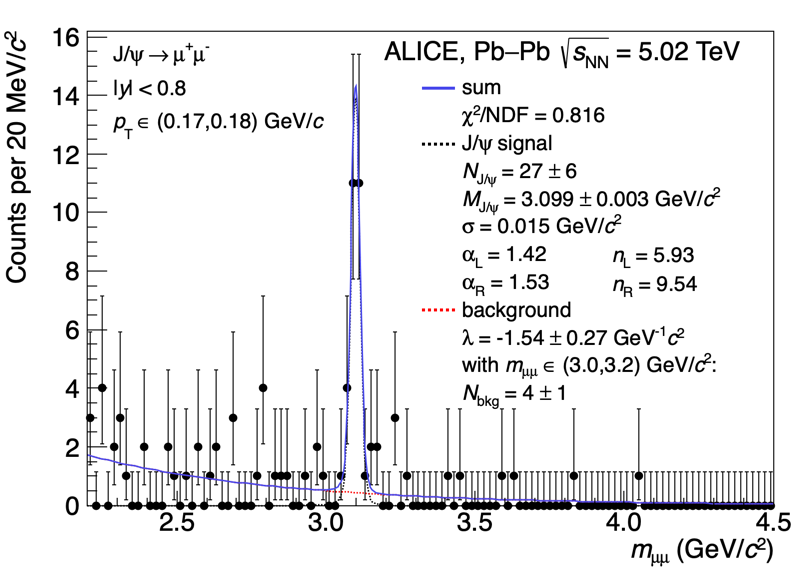 Counts per 20 MeV/c²
16
14
12
10
8
6
4
2
0
J/ψ → μ⁺μ⁻
|y| < 0.8
p_T ∈ (0.17,0.18) GeV/c
ALICE, Pb–Pb √s_NN = 5.02 TeV
sum
χ²/NDF = 0.816
J/ψ signal
N_J/ψ = 27 ± 6
M_J/ψ = 3.099 ± 0.003 GeV/c²
σ = 0.015 GeV/c²
α_L = 1.42 n_L = 5.93
α_R = 1.53 n_R = 9.54
background
λ = -1.54 ± 0.27 GeV⁻¹c²
with m_μμ ∈ (3.0,3.2) GeV/c²:
N_bkg = 4 ± 1
2.5 3.0 3.5 4.0 4.5
m_μμ (GeV/c²)